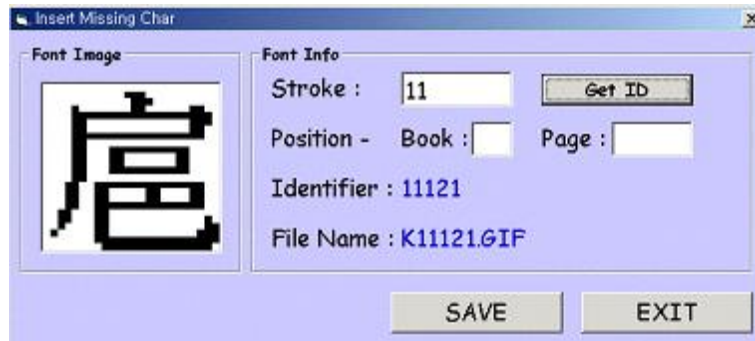 Insert Missing Char
Font Image
扈
Font Info
Stroke : 11 Get ID
Position - Book : Page :
Identifier : 11121
File Name : K11121.GIF
SAVE EXIT